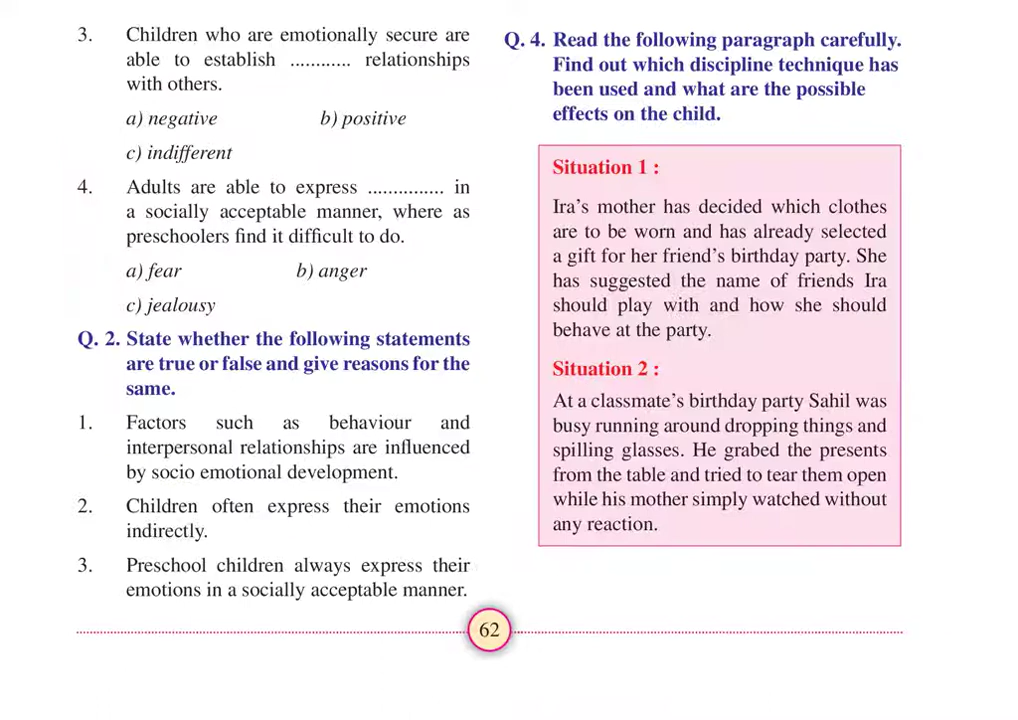 3. Children who are emotionally secure are
able to establish ............ relationships
with others.
a) negative b) positive
c) indifferent
4. Adults are able to express ............... in
a socially acceptable manner, where as
preschoolers find it difficult to do.
a) fear b) anger
c) jealousy
Q. 2. State whether the following statements
are true or false and give reasons for the
same.
1. Factors such as behaviour and
interpersonal relationships are influenced
by socio emotional development.
2. Children often express their emotions
indirectly.
3. Preschool children always express their
emotions in a socially acceptable manner.
Q. 4. Read the following paragraph carefully.
Find out which discipline technique has
been used and what are the possible
effects on the child.
Situation 1 :
Ira's mother has decided which clothes
are to be worn and has already selected
a gift for her friend's birthday party. She
has suggested the name of friends Ira
should play with and how she should
behave at the party.
Situation 2 :
At a classmate's birthday party Sahil was
busy running around dropping things and
spilling glasses. He grabed the presents
from the table and tried to tear them open
while his mother simply watched without
any reaction.
62